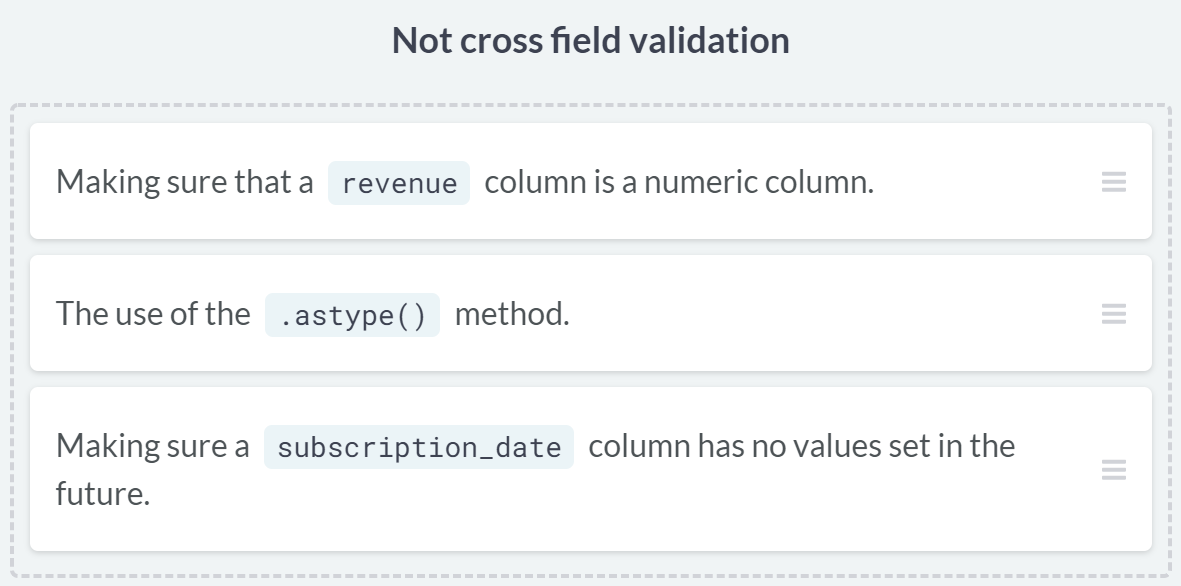 Not cross field validation
Making sure that a revenue column is a numeric column.
The use of the .astype() method.
Making sure a subscription_date column has no values set in the
future.